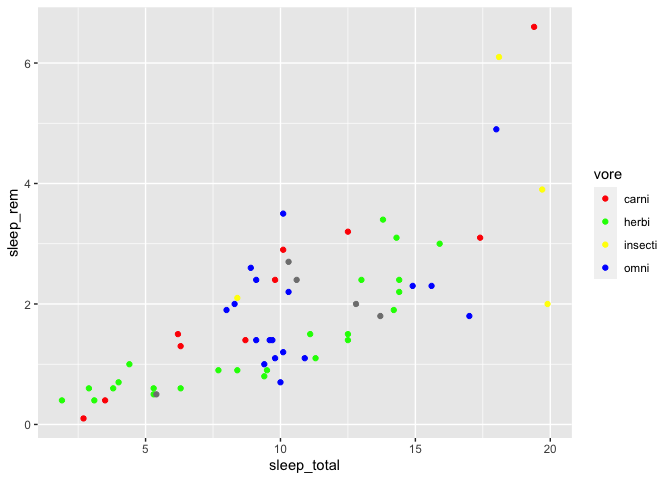 6
4
2
0
sleep_rem
5
10
15
20
sleep_total
vore
carni
herbi
insecti
omni